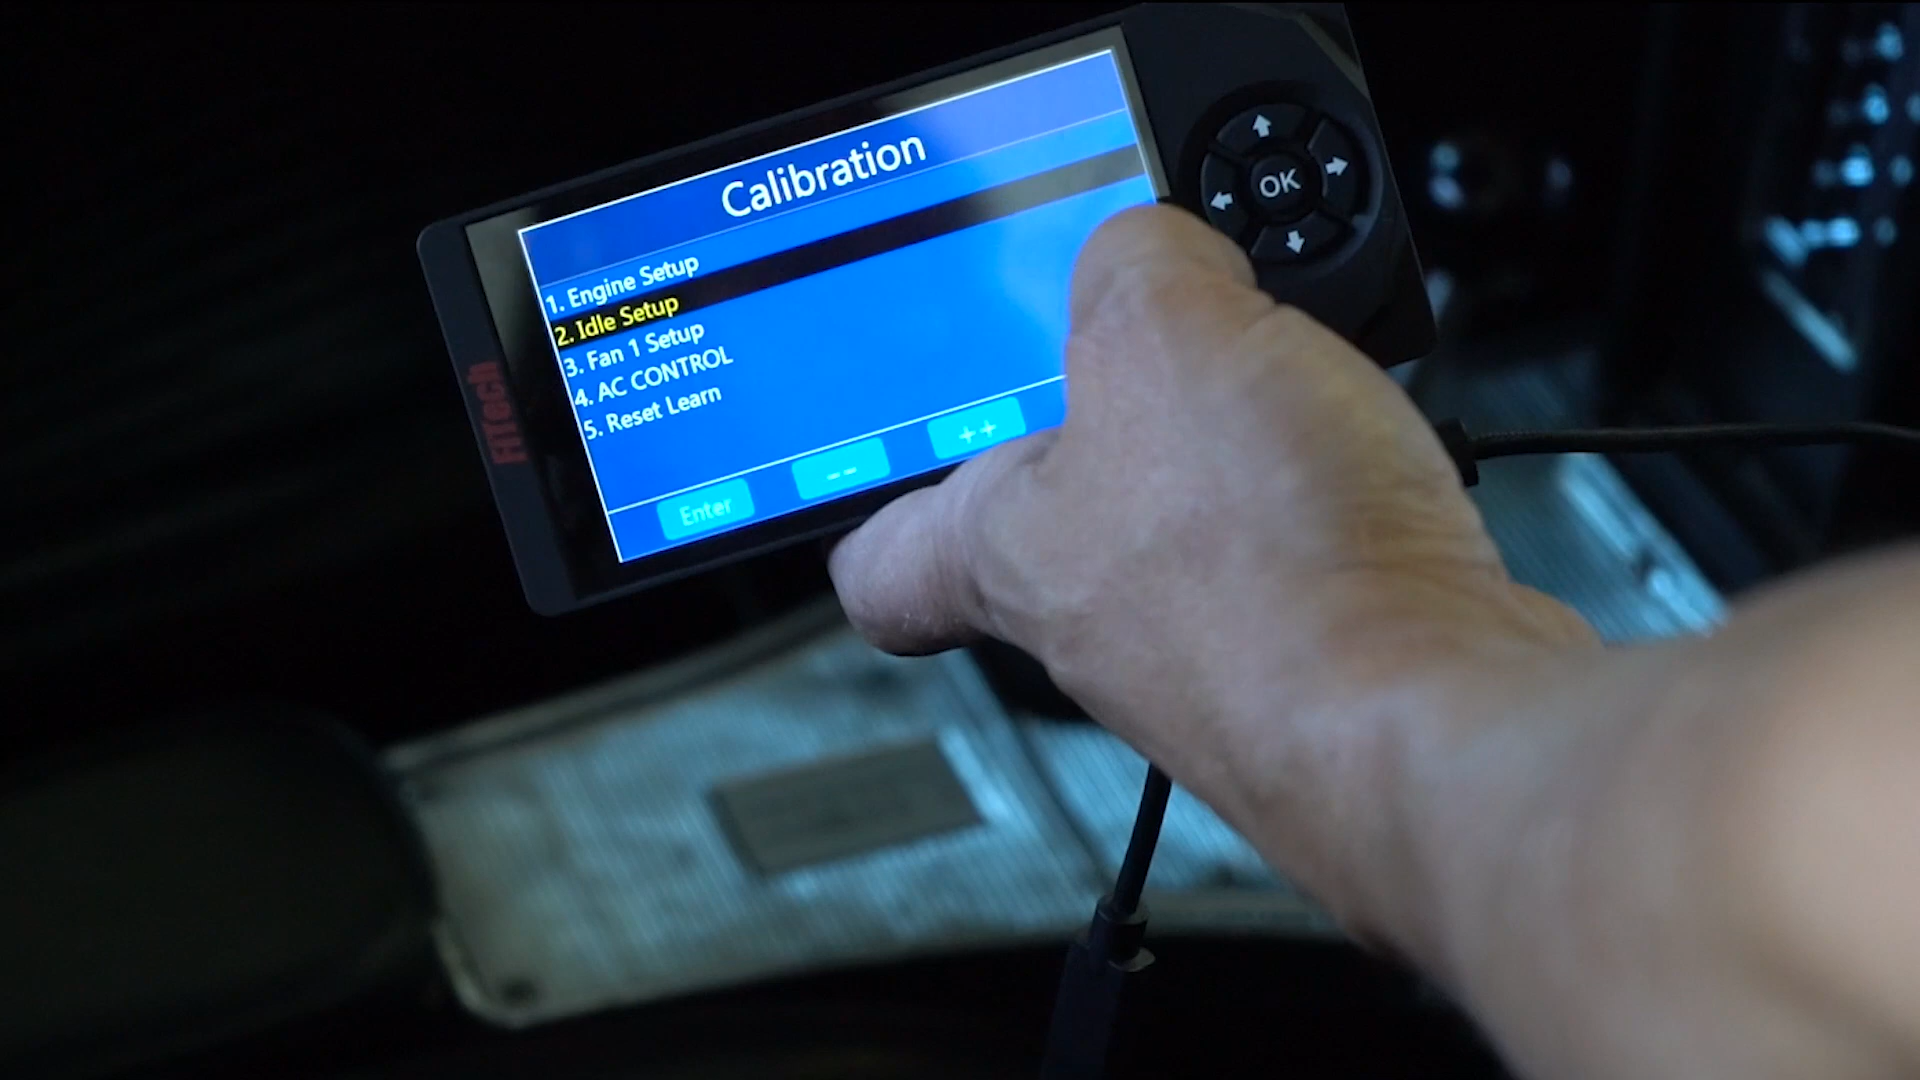 Calibration
1. Engine Setup
2. Idle Setup
3. Fan 1 Setup
4. AC CONTROL
5. Reset Learn
Enter
--
++
OK
FiTech